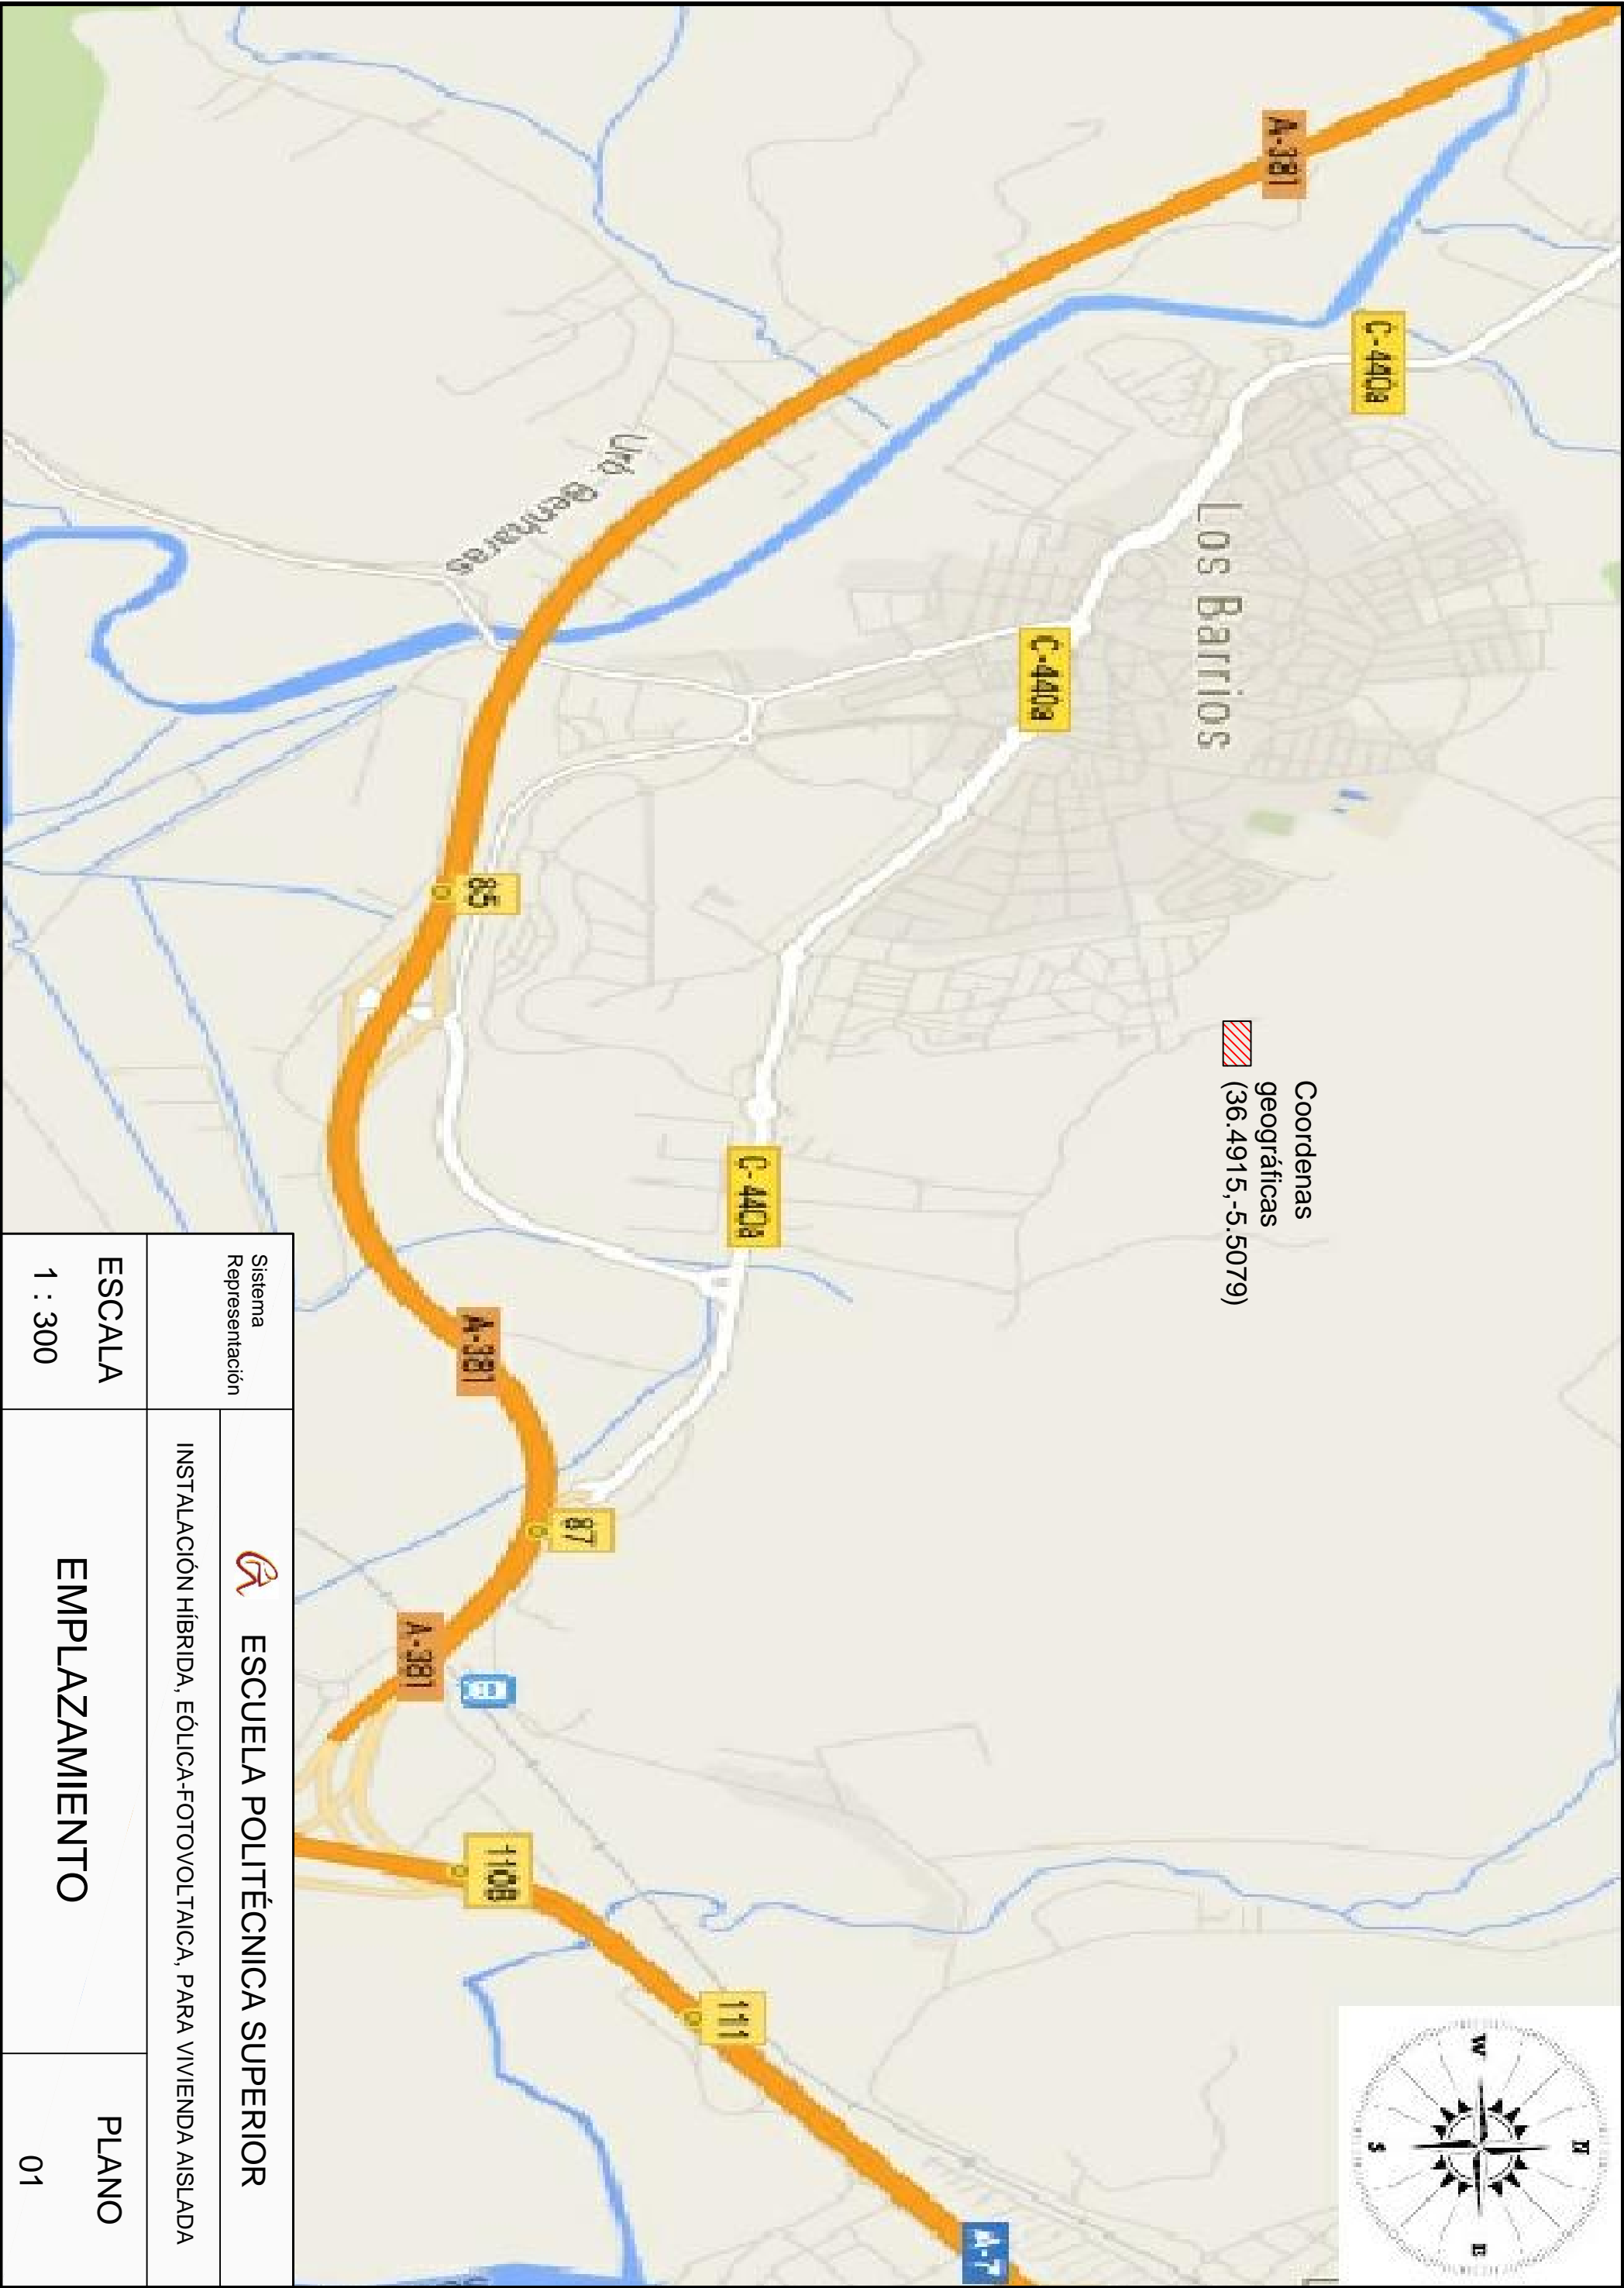 A-381
C-440a
Los Barrios
Urb. Benharas
C-440a
85
Coordenas
geográficas
(36.4915,-5.5079)
C-440a
A-381
87
A-381
110B
111
A-7
W
N
S
E
Sistema
Representación
ESCUELA POLITÉCNICA SUPERIOR
INSTALACIÓN HÍBRIDA, EÓLICA-FOTOVOLTAICA, PARA VIVIENDA AISLADA
ESCALA
1 : 300
EMPLAZAMIENTO
PLANO
01